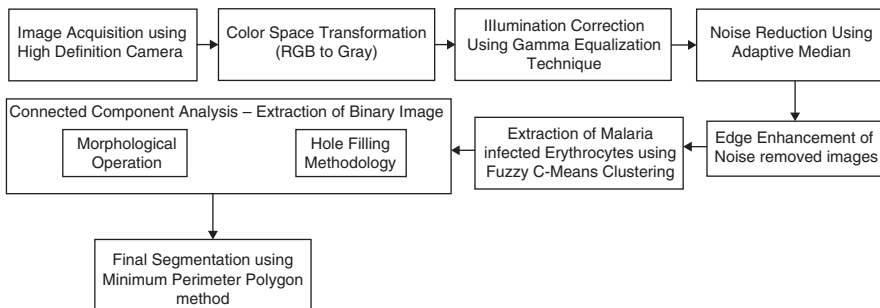 Image Acquisition using
High Definition Camera
Color Space Transformation
(RGB to Gray)
Illumination Correction
Using Gamma Equalization
Technique
Noise Reduction Using
Adaptive Median
Edge Enhancement of
Noise removed images
Extraction of Malaria
infected Erythrocytes using
Fuzzy C-Means Clustering
Connected Component Analysis – Extraction of Binary Image
Morphological
Operation
Hole Filling
Methodology
Final Segmentation using
Minimum Perimeter Polygon
method